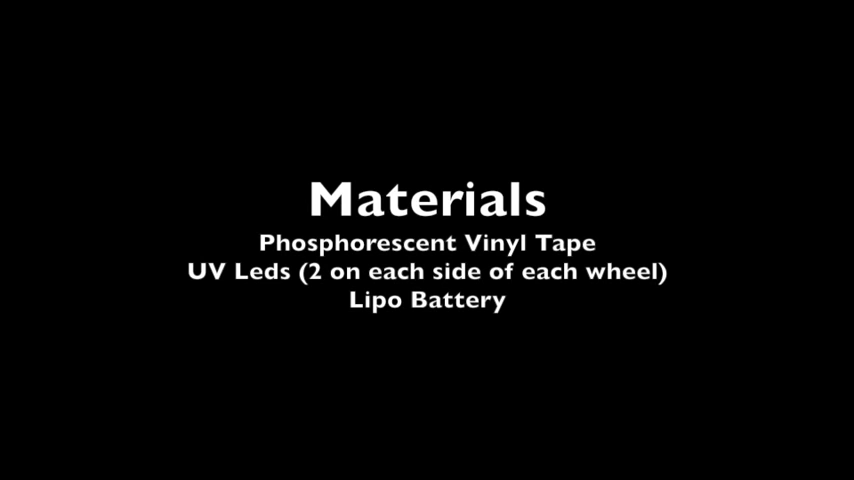 Materials
Phosphorescent Vinyl Tape
UV Leds (2 on each side of each wheel)
Lipo Battery